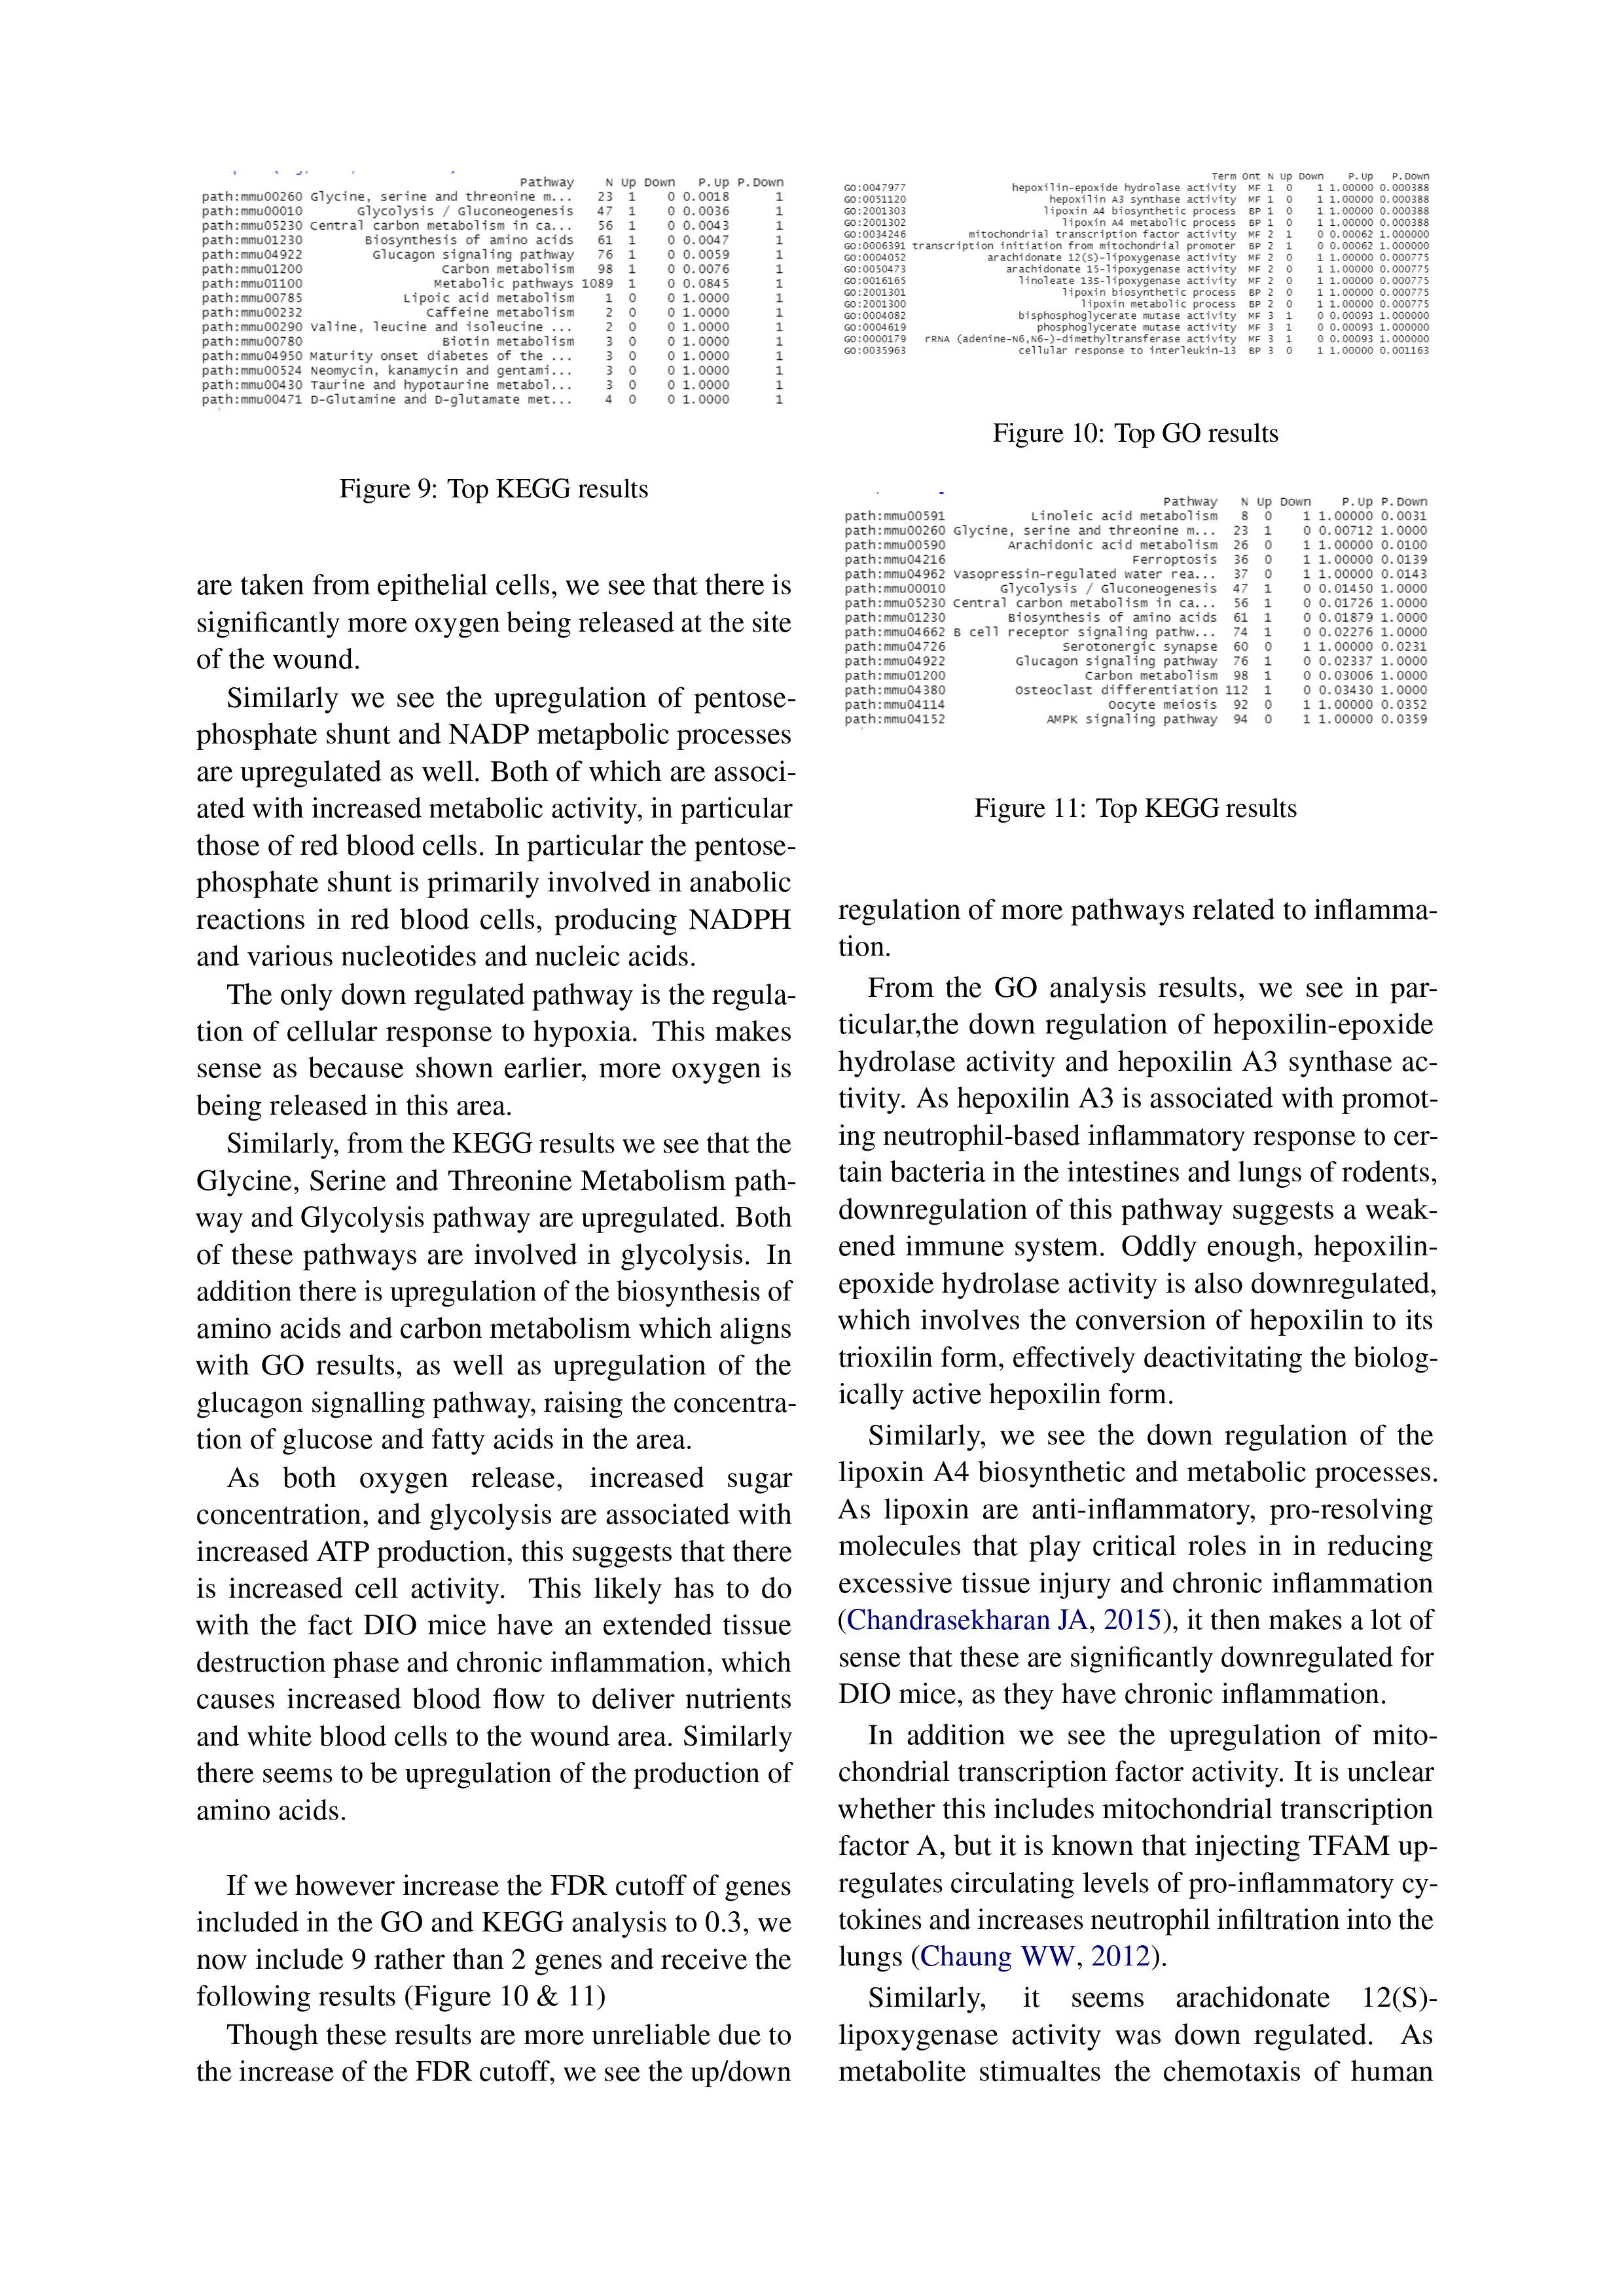 Pathway N Up Down P.Up P.Down
path:mmu00260 Glycine, serine and threonine m... 23 1 0 0.0018 1
path:mmu00010 Glycolysis / Gluconeogenesis 47 1 0 0.0036 1
path:mmu05230 Central carbon metabolism in ca... 56 1 0 0.0043 1
path:mmu01230 Biosynthesis of amino acids 61 1 0 0.0047 1
path:mmu04922 Glucagon signaling pathway 76 1 0 0.0059 1
path:mmu01200 Carbon metabolism 98 1 0 0.0076 1
path:mmu01100 Metabolic pathways 1089 1 0 0.0845 1
path:mmu00785 Lipoic acid metabolism 1 0 0 1.0000 1
path:mmu00232 Caffeine metabolism 2 0 0 1.0000 1
path:mmu00290 Valine, leucine and isoleucine ... 2 0 0 1.0000 1
path:mmu00780 Biotin metabolism 3 0 0 1.0000 1
path:mmu04950 Maturity onset diabetes of the ... 3 0 0 1.0000 1
path:mmu00524 Neomycin, kanamycin and gentami... 3 0 0 1.0000 1
path:mmu00430 Taurine and hypotaurine metabol... 3 0 0 1.0000 1
path:mmu00471 D-Glutamine and D-glutamate met... 4 0 0 1.0000 1
Figure 9: Top KEGG results
are taken from epithelial cells, we see that there is
significantly more oxygen being released at the site
of the wound.
Similarly we see the upregulation of pentose-
phosphate shunt and NADP metapbolic processes
are upregulated as well. Both of which are associ-
ated with increased metabolic activity, in particular
those of red blood cells. In particular the pentose-
phosphate shunt is primarily involved in anabolic
reactions in red blood cells, producing NADPH
and various nucleotides and nucleic acids.
The only down regulated pathway is the regula-
tion of cellular response to hypoxia. This makes
sense as because shown earlier, more oxygen is
being released in this area.
Similarly, from the KEGG results we see that the
Glycine, Serine and Threonine Metabolism path-
way and Glycolysis pathway are upregulated. Both
of these pathways are involved in glycolysis. In
addition there is upregulation of the biosynthesis of
amino acids and carbon metabolism which aligns
with GO results, as well as upregulation of the
glucagon signalling pathway, raising the concentra-
tion of glucose and fatty acids in the area.
As both oxygen release, increased sugar
concentration, and glycolysis are associated with
increased ATP production, this suggests that there
is increased cell activity. This likely has to do
with the fact DIO mice have an extended tissue
destruction phase and chronic inflammation, which
causes increased blood flow to deliver nutrients
and white blood cells to the wound area. Similarly
there seems to be upregulation of the production of
amino acids.
If we however increase the FDR cutoff of genes
included in the GO and KEGG analysis to 0.3, we
now include 9 rather than 2 genes and receive the
following results (Figure 10 & 11)
Though these results are more unreliable due to
the increase of the FDR cutoff, we see the up/down
Term Ont N Up Down P.Up P.Down
GO:0047977 hepoxilin-epoxide hydrolase activity MF 1 0 1 1.00000 0.000388
GO:0051120 hepoxilin A3 synthase activity MF 1 0 1 1.00000 0.000388
GO:2001303 lipoxin A4 biosynthetic process BP 1 0 1 1.00000 0.000388
GO:2001302 lipoxin A4 metabolic process BP 1 0 1 1.00000 0.000388
GO:0034246 mitochondrial transcription factor activity MF 2 1 0 0.00062 1.000000
GO:0006391 transcription initiation from mitochondrial promoter BP 2 1 0 0.00062 1.000000
GO:0004052 arachidonate 12(S)-lipoxygenase activity MF 2 0 1 1.00000 0.000775
GO:0050473 arachidonate 15-lipoxygenase activity MF 2 0 1 1.00000 0.000775
GO:0016165 linoleate 13S-lipoxygenase activity MF 2 0 1 1.00000 0.000775
GO:2001301 lipoxin biosynthetic process BP 2 0 1 1.00000 0.000775
GO:2001300 lipoxin metabolic process BP 2 0 1 1.00000 0.000775
GO:0004082 bisphosphoglycerate mutase activity MF 3 1 0 0.00093 1.000000
GO:0004619 phosphoglycerate mutase activity MF 3 1 0 0.00093 1.000000
GO:0000179 rRNA (adenine-N6,N6-)-dimethyltransferase activity MF 3 1 0 0.00093 1.000000
GO:0035963 cellular response to interleukin-13 BP 3 0 1 1.00000 0.001163
Figure 10: Top GO results
Pathway N Up Down P.Up P.Down
path:mmu00591 Linoleic acid metabolism 8 0 1 1.00000 0.0031
path:mmu00260 Glycine, serine and threonine m... 23 1 0 0.00712 1.0000
path:mmu00590 Arachidonic acid metabolism 26 0 1 1.00000 0.0100
path:mmu04216 Ferroptosis 36 0 1 1.00000 0.0139
path:mmu04962 Vasopressin-regulated water rea... 37 0 1 1.00000 0.0143
path:mmu00010 Glycolysis / Gluconeogenesis 47 1 0 0.01450 1.0000
path:mmu05230 Central carbon metabolism in ca... 56 1 0 0.01726 1.0000
path:mmu01230 Biosynthesis of amino acids 61 1 0 0.01879 1.0000
path:mmu04662 B cell receptor signaling pathw... 74 1 0 0.02276 1.0000
path:mmu04726 Serotonergic synapse 60 0 1 1.00000 0.0231
path:mmu04922 Glucagon signaling pathway 76 1 0 0.02337 1.0000
path:mmu01200 Carbon metabolism 98 1 0 0.03006 1.0000
path:mmu04380 Osteoclast differentiation 112 1 0 0.03430 1.0000
path:mmu04114 Oocyte meiosis 92 0 1 1.00000 0.0352
path:mmu04152 AMPK signaling pathway 94 0 1 1.00000 0.0359
Figure 11: Top KEGG results
regulation of more pathways related to inflamma-
tion.
From the GO analysis results, we see in par-
ticular,the down regulation of hepoxilin-epoxide
hydrolase activity and hepoxilin A3 synthase ac-
tivity. As hepoxilin A3 is associated with promot-
ing neutrophil-based inflammatory response to cer-
tain bacteria in the intestines and lungs of rodents,
downregulation of this pathway suggests a weak-
ened immune system. Oddly enough, hepoxilin-
epoxide hydrolase activity is also downregulated,
which involves the conversion of hepoxilin to its
trioxilin form, effectively deactivitating the biolog-
ically active hepoxilin form.
Similarly, we see the down regulation of the
lipoxin A4 biosynthetic and metabolic processes.
As lipoxin are anti-inflammatory, pro-resolving
molecules that play critical roles in in reducing
excessive tissue injury and chronic inflammation
(Chandrasekharan JA, 2015), it then makes a lot of
sense that these are significantly downregulated for
DIO mice, as they have chronic inflammation.
In addition we see the upregulation of mito-
chondrial transcription factor activity. It is unclear
whether this includes mitochondrial transcription
factor A, but it is known that injecting TFAM up-
regulates circulating levels of pro-inflammatory cy-
tokines and increases neutrophil infiltration into the
lungs (Chaung WW, 2012).
Similarly, it seems arachidonate 12(S)-
lipoxygenase activity was down regulated. As
metabolite stimualtes the chemotaxis of human